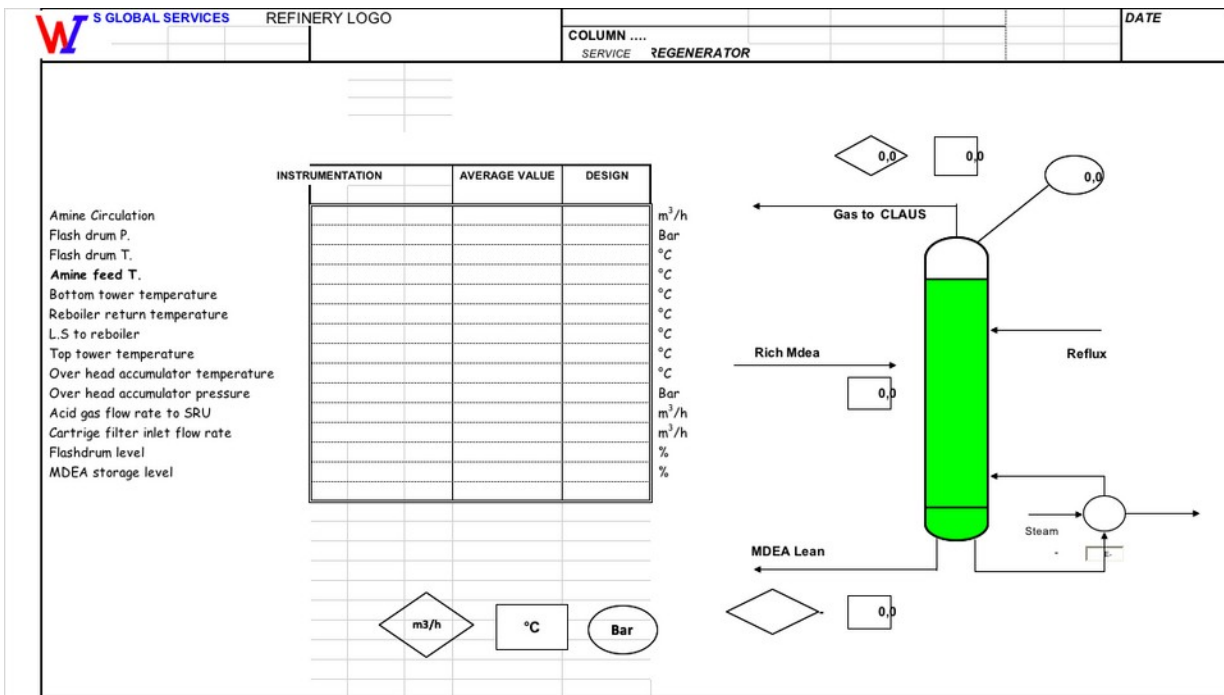 S GLOBAL SERVICES REFINERY LOGO DATE
COLUMN ....
SERVICE REGENERATOR
INSTRUMENTATION AVERAGE VALUE DESIGN
Amine Circulation m³/h
Flash drum P. Bar
Flash drum T. °C
Amine feed T. °C
Bottom tower temperature °C
Reboiler return temperature °C
L.S to reboiler °C
Top tower temperature °C
Over head accumulator temperature °C
Over head accumulator pressure Bar
Acid gas flow rate to SRU m³/h
Cartrige filter inlet flow rate m³/h
Flashdrum level %
MDEA storage level %
m3/h °C Bar
0,0 0,0
0,0
Gas to CLAUS
Reflux
Rich Mdea
0,0
Steam
-
MDEA Lean
- 0,0